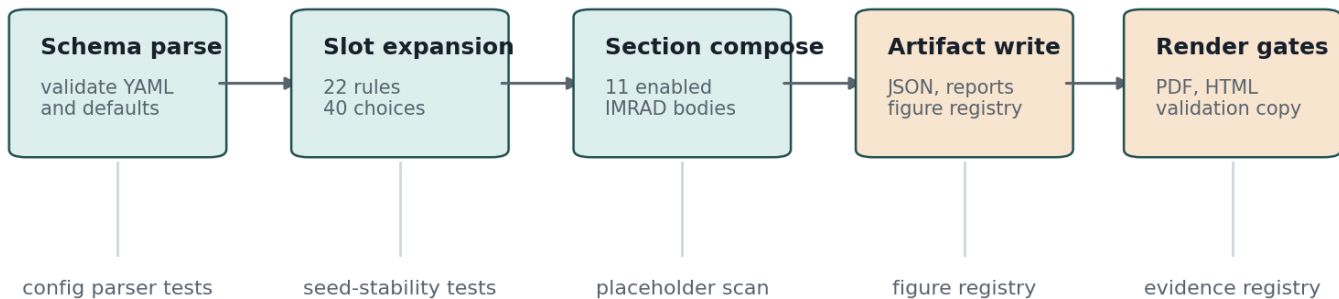 Schema parse
validate YAML
and defaults
Slot expansion
22 rules
40 choices
Section compose
11 enabled
IMRAD bodies
Artifact write
JSON, reports
figure registry
Render gates
PDF, HTML
validation copy
config parser tests
seed-stability tests
placeholder scan
figure registry
evidence registry